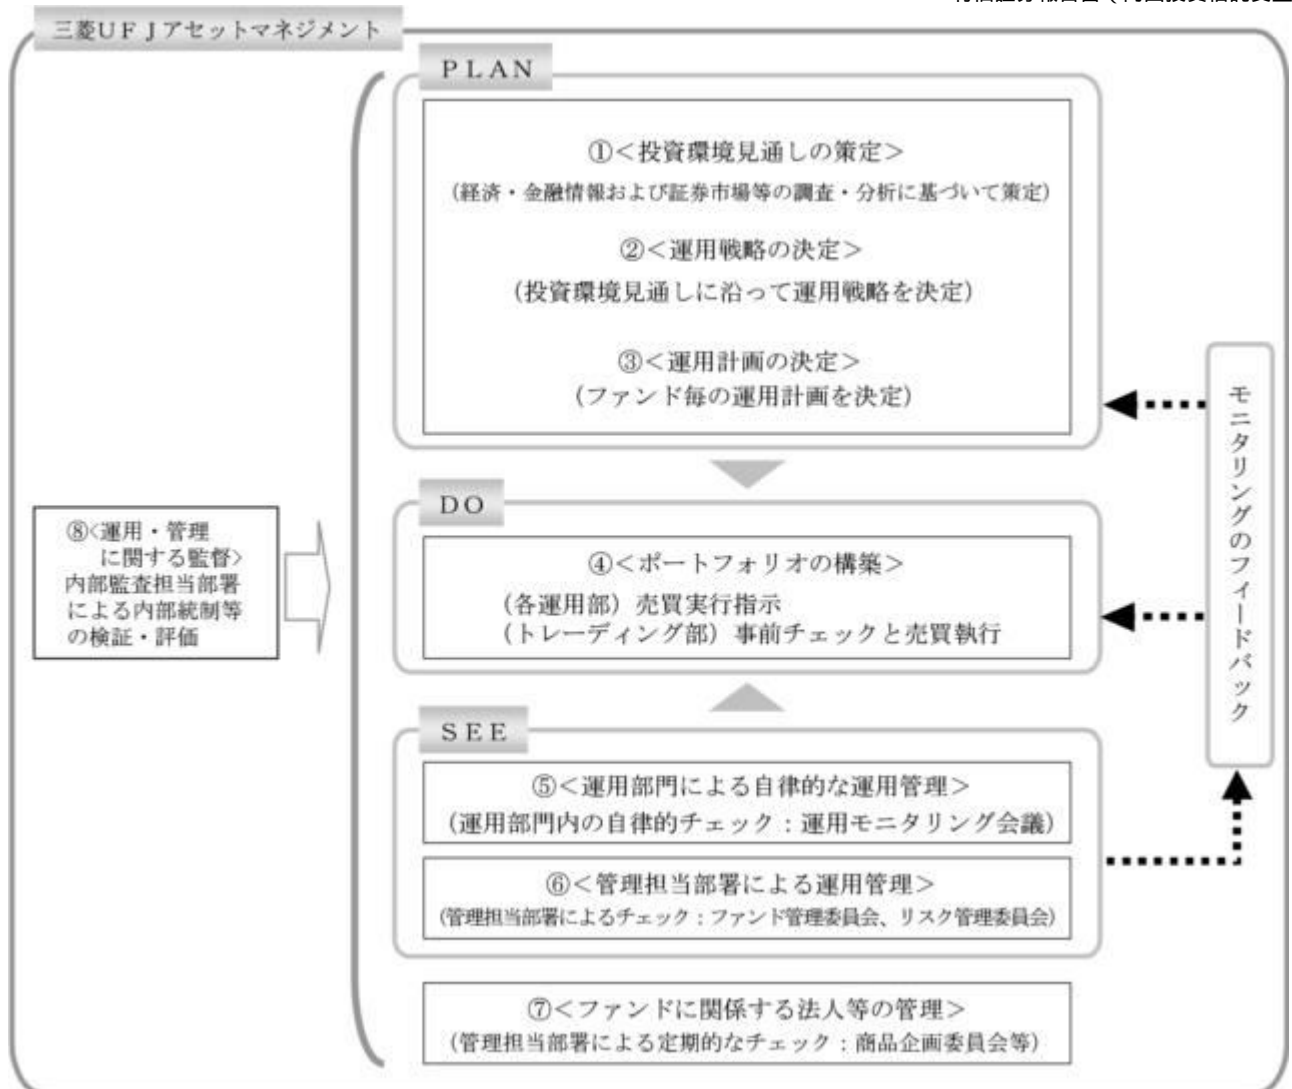 三菱UFJアセットマネジメント
PLAN
①<投資環境見通しの策定>
(経済・金融情報および証券市場等の調査・分析に基づいて策定)
②<運用戦略の決定>
(投資環境見通しに沿って運用戦略を決定)
③<運用計画の決定>
(ファンド毎の運用計画を決定)
DO
④<ポートフォリオの構築>
(各運用部)売買実行指示
(トレーディング部)事前チェックと売買執行
SEE
⑤<運用部門による自律的な運用管理>
(運用部門内の自律的チェック:運用モニタリング会議)
⑥<管理担当部署による運用管理>
(管理担当部署によるチェック:ファンド管理委員会、リスク管理委員会)
⑦<ファンドに関係する法人等の管理>
(管理担当部署による定期的なチェック:商品企画委員会等)
⑧<運用・管理
に関する監督>
内部監査担当部署
による内部統制等
の検証・評価
モニタリングのフィードバック